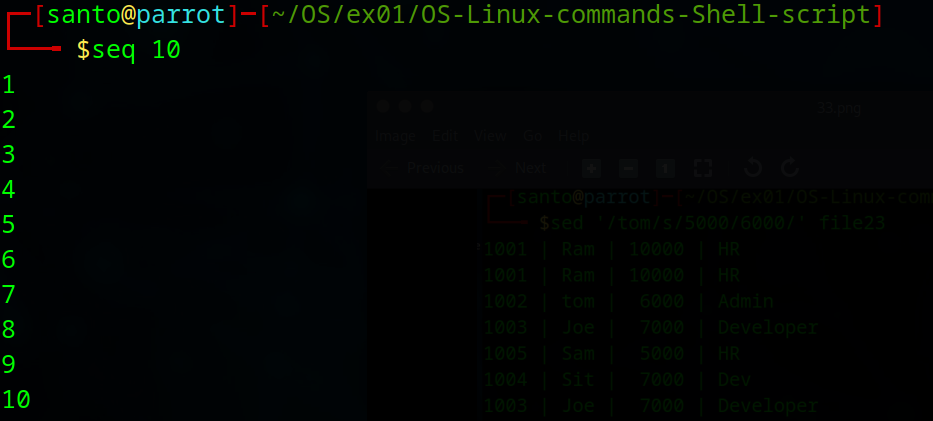 ┌─[santo@parrot]─[~/OS/ex01/OS-Linux-commands-Shell-script]
└──╼ $seq 10
1
2
3
4
5
6
7
8
9
10
33.png
Image Edit View Go Help
Previous Next
┌─[santo@parrot]─[~/OS/ex01/OS-Linux-com
└──╼ $sed '/tom/s/5000/6000/' file23
1001 | Ram | 10000 | HR
1001 | Ram | 10000 | HR
1002 | tom | 6000 | Admin
1003 | Joe | 7000 | Developer
1005 | Sam | 5000 | HR
1004 | Sit | 7000 | Dev
1003 | Joe | 7000 | Developer